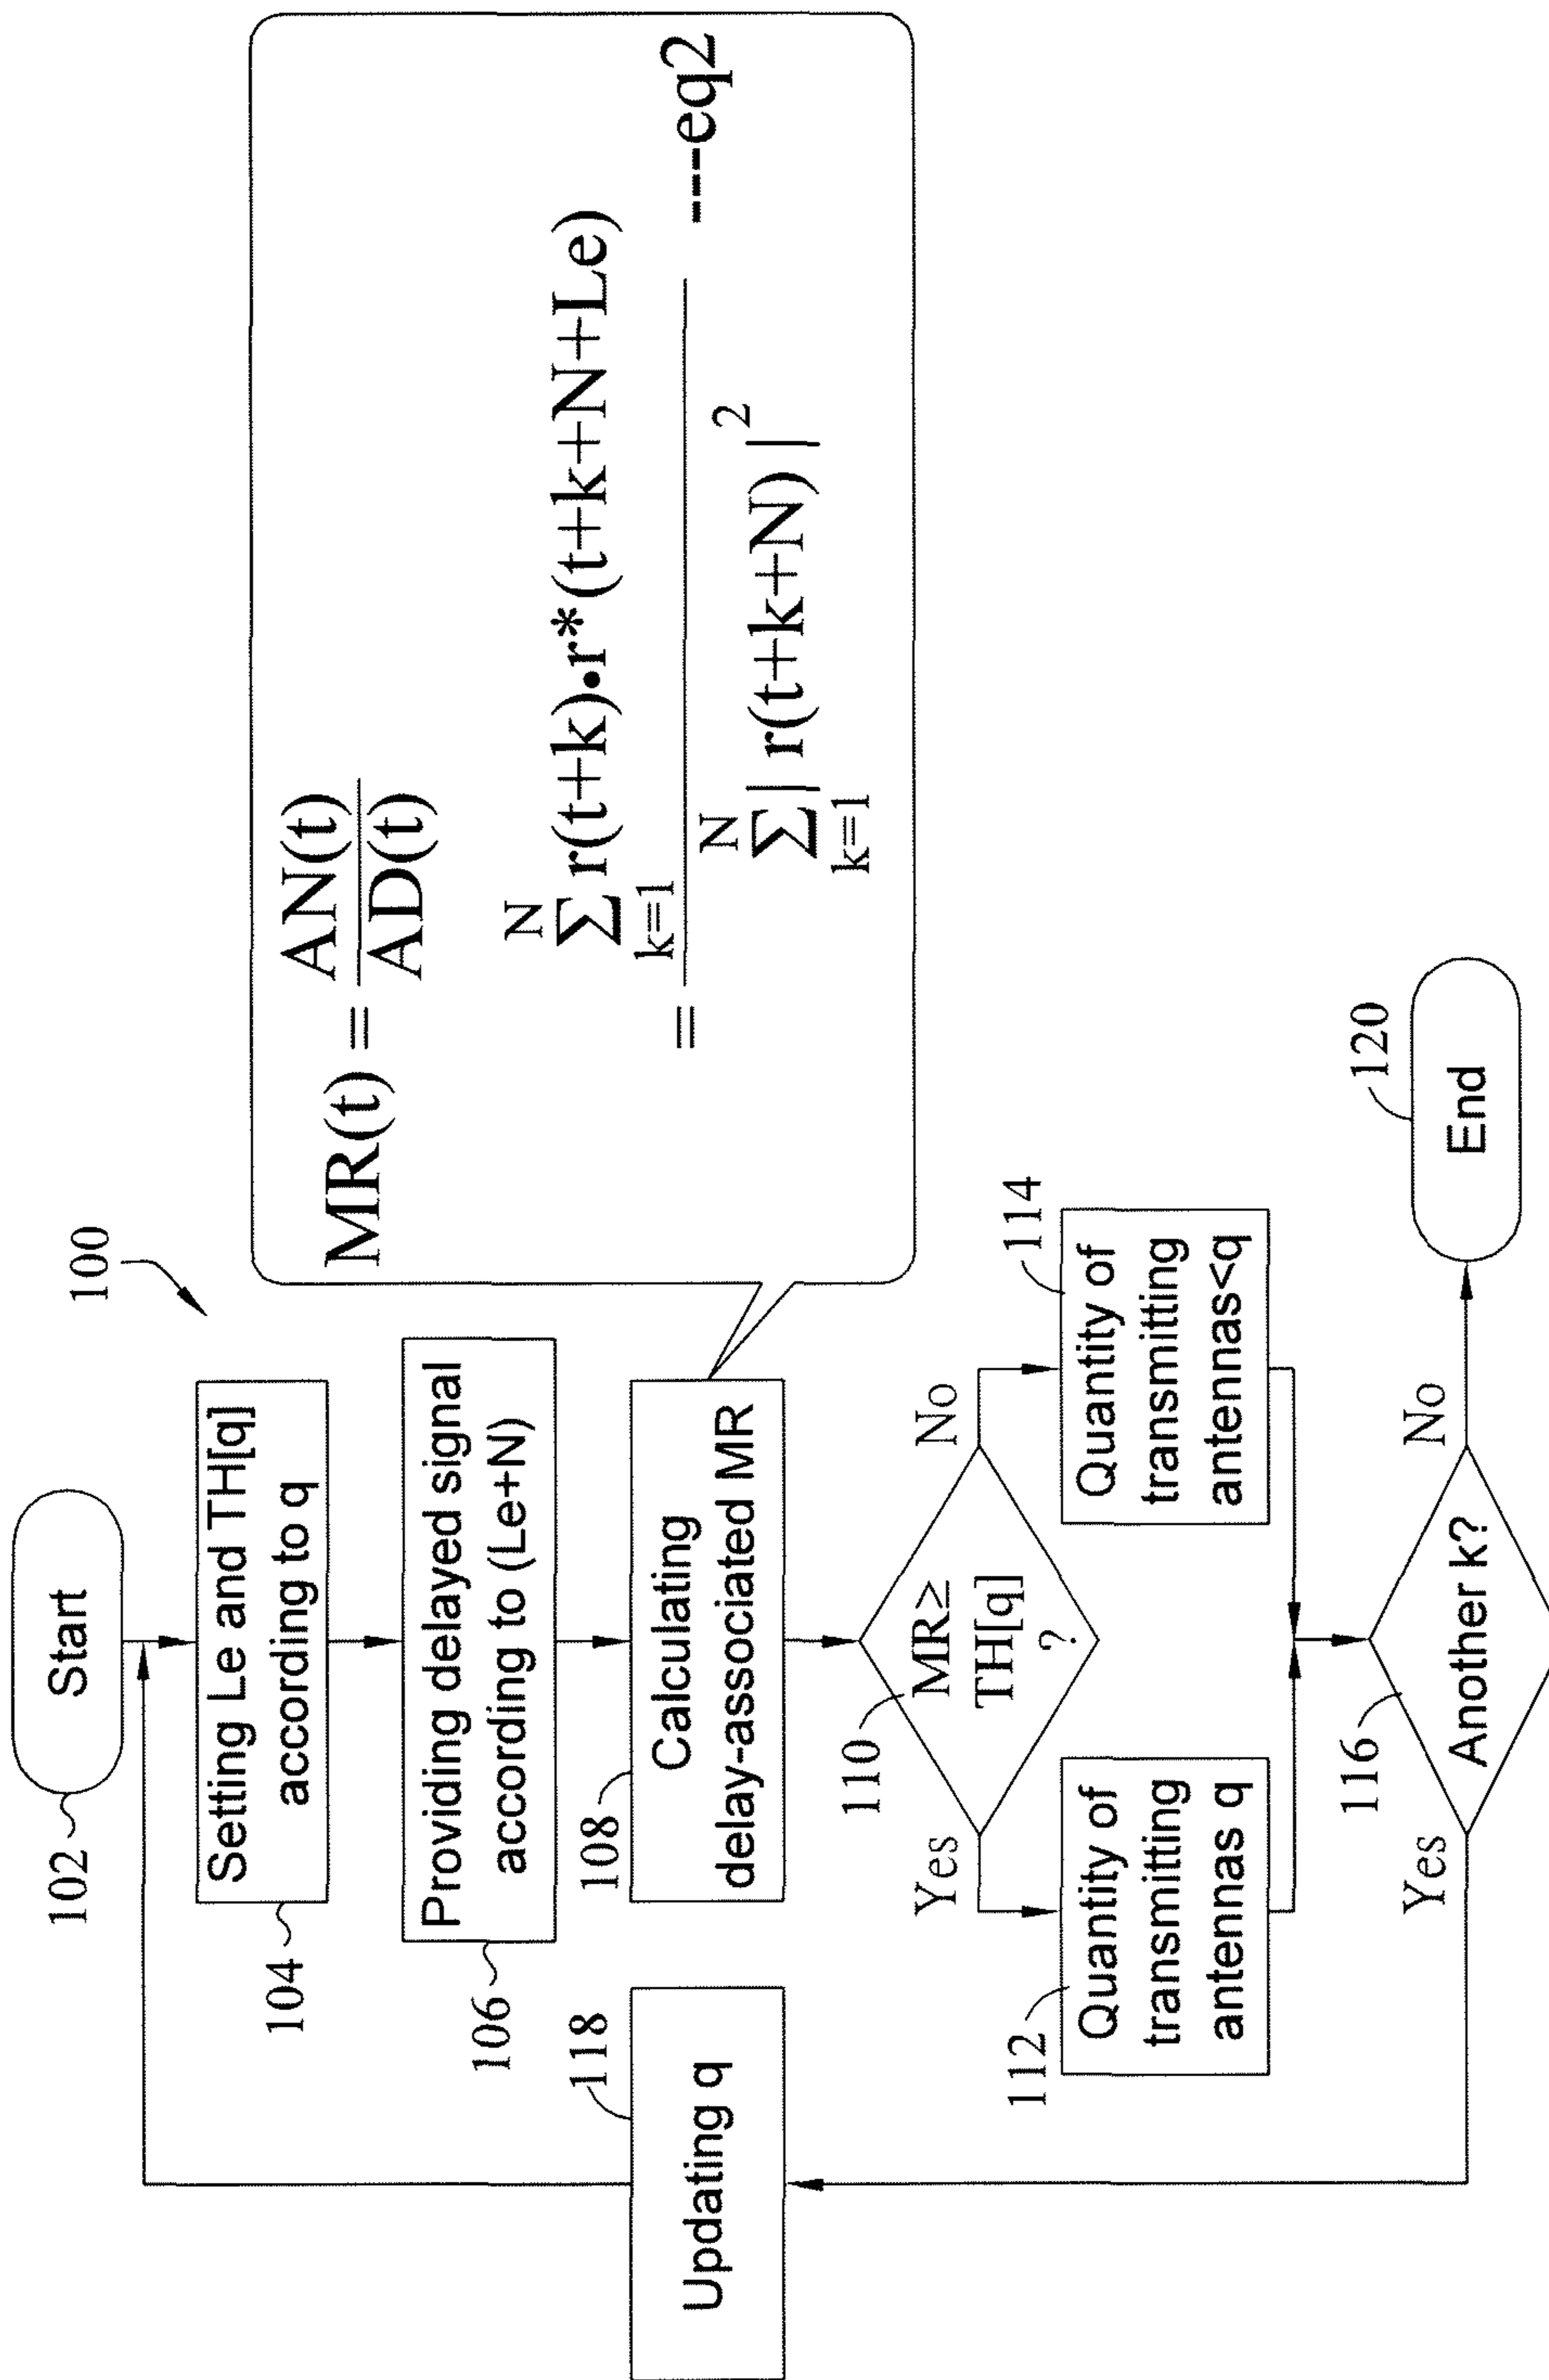 100
Start
102
Setting Le and TH[q]
according to q
104
Providing delayed signal
according to (Le+N)
106
Calculating
delay-associated MR
108
MR(t) = AN(t)
AD(t)
= N
Σ r(t+k)•r*(t+k+N+Le)
k=1
N
Σ | r(t+k+N) |²
k=1
---eq2
MR≥
TH[q]
?
110
Yes
No
Quantity of
transmitting
antennas q
112
Quantity of
transmitting
antennas<q
114
Another k?
116
Yes
No
Updating q
118
End
120